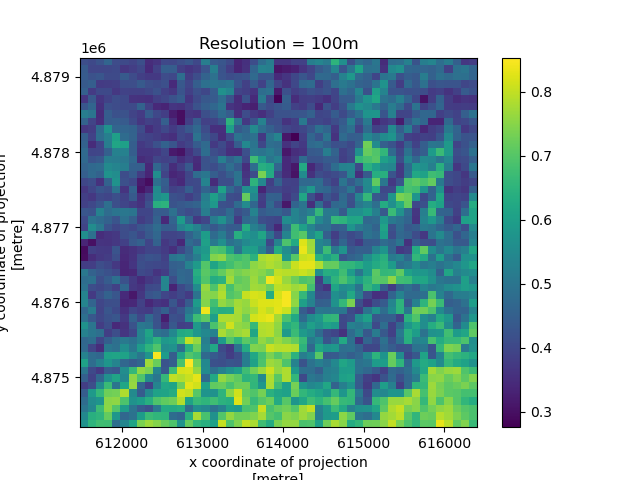 Resolution = 100m
1e6
4.879
4.878
4.877
4.876
4.875
y coordinate of projection
[metre]
612000 613000 614000 615000 616000
x coordinate of projection
[metre]
0.8
0.7
0.6
0.5
0.4
0.3